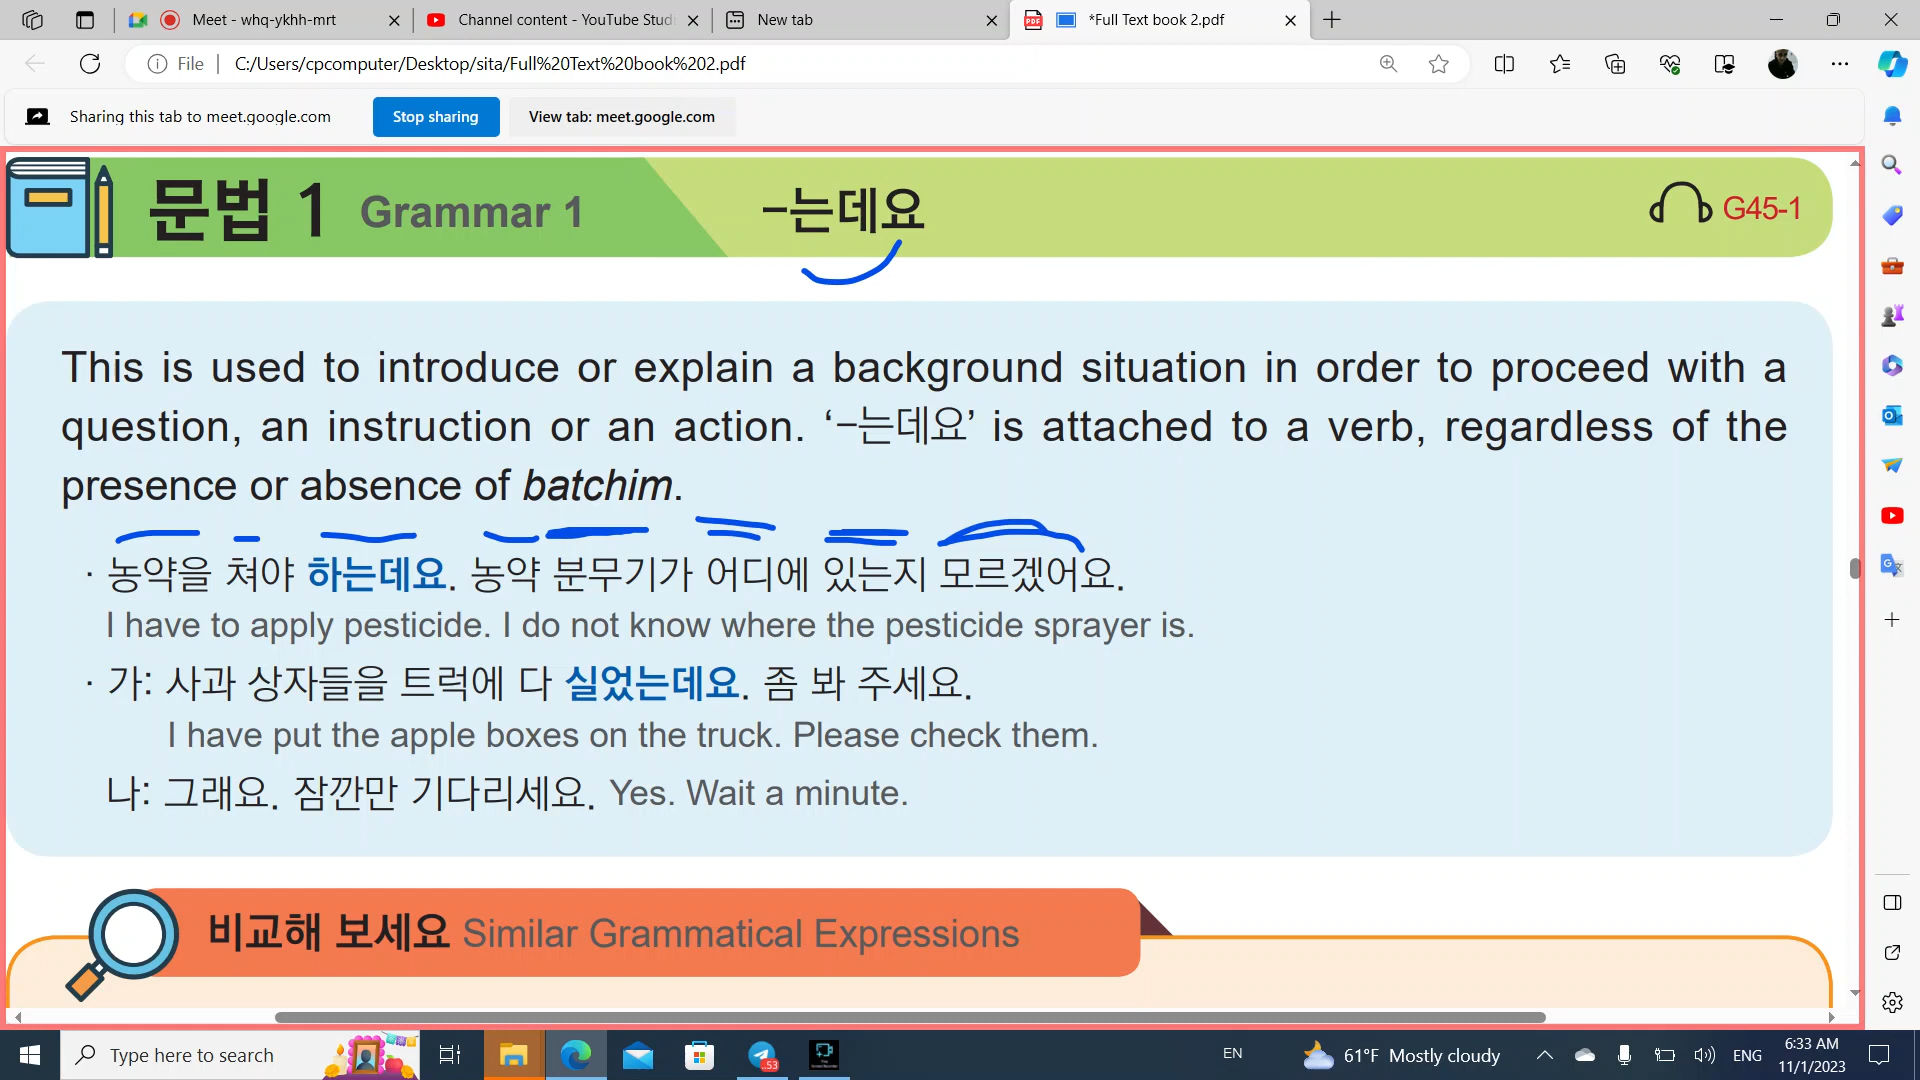 Meet - whq-ykhh-mrt
Channel content - YouTube Studi
New tab
*Full Text book 2.pdf
File
C:/Users/cpcomputer/Desktop/sita/Full%20Text%20book%202.pdf
Sharing this tab to meet.google.com
Stop sharing
View tab: meet.google.com
문법 1 Grammar 1 -는데요 G45-1
This is used to introduce or explain a background situation in order to proceed with a
question, an instruction or an action. ‘-는데요’ is attached to a verb, regardless of the
presence or absence of batchim.
· 농약을 쳐야 하는데요. 농약 분무기가 어디에 있는지 모르겠어요.
I have to apply pesticide. I do not know where the pesticide sprayer is.
· 가: 사과 상자들을 트럭에 다 실었는데요. 좀 봐 주세요.
I have put the apple boxes on the truck. Please check them.
나: 그래요. 잠깐만 기다리세요. Yes. Wait a minute.
비교해 보세요 Similar Grammatical Expressions
Type here to search
EN
61°F Mostly cloudy
ENG
6:33 AM
11/1/2023